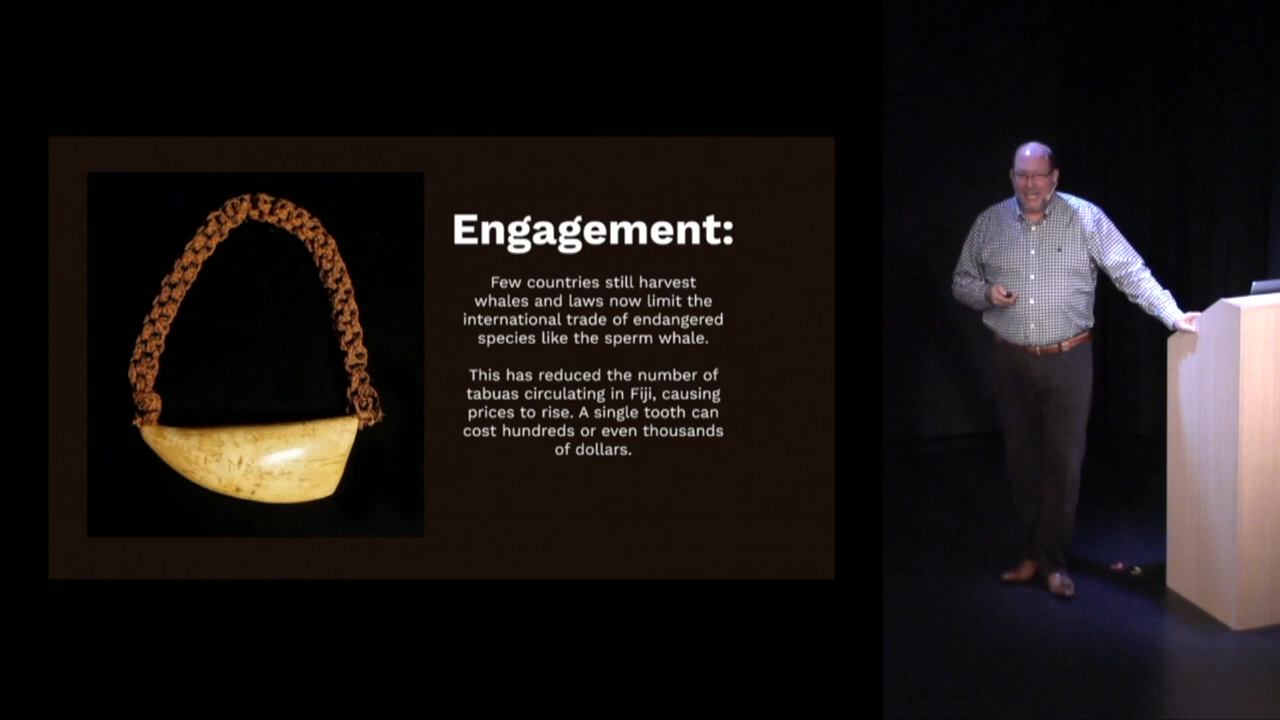 Engagement:
Few countries still harvest
whales and laws now limit the
international trade of endangered
species like the sperm whale.
This has reduced the number of
tabuas circulating in Fiji, causing
prices to rise. A single tooth can
cost hundreds or even thousands
of dollars.